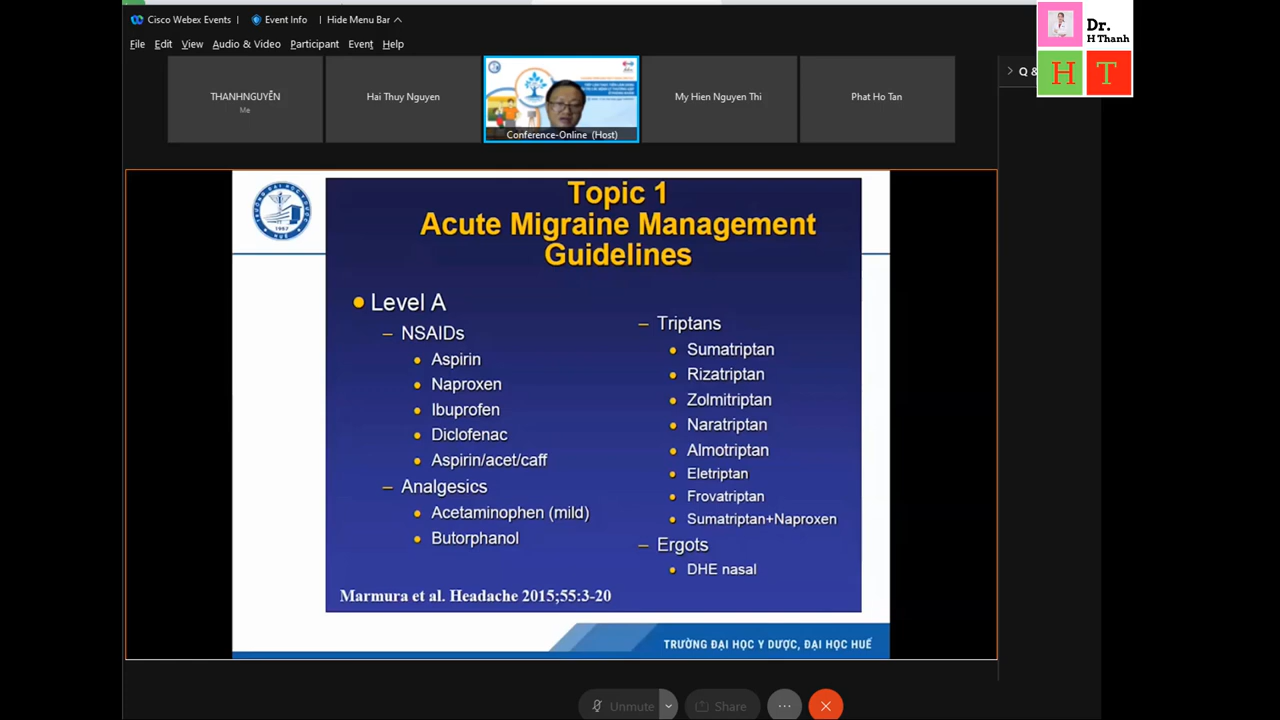 Cisco Webex Events
Event Info
Hide Menu Bar
File Edit View Audio & Video Participant Event Help
THANHNGUYỄN
Me
Hai Thuy Nguyen
Conference-Online (Host)
My Hien Nguyen Thi
Phat Ho Tan
Q &
Dr.
H Thanh
H T
Topic 1
Acute Migraine Management
Guidelines
Level A
– NSAIDs
Aspirin
Naproxen
Ibuprofen
Diclofenac
Aspirin/acet/caff
– Analgesics
Acetaminophen (mild)
Butorphanol
– Triptans
Sumatriptan
Rizatriptan
Zolmitriptan
Naratriptan
Almotriptan
Eletriptan
Frovatriptan
Sumatriptan+Naproxen
– Ergots
DHE nasal
Marmura et al. Headache 2015;55:3-20
TRƯỜNG ĐẠI HỌC Y DƯỢC, ĐẠI HỌC HUẾ
Unmute
Share